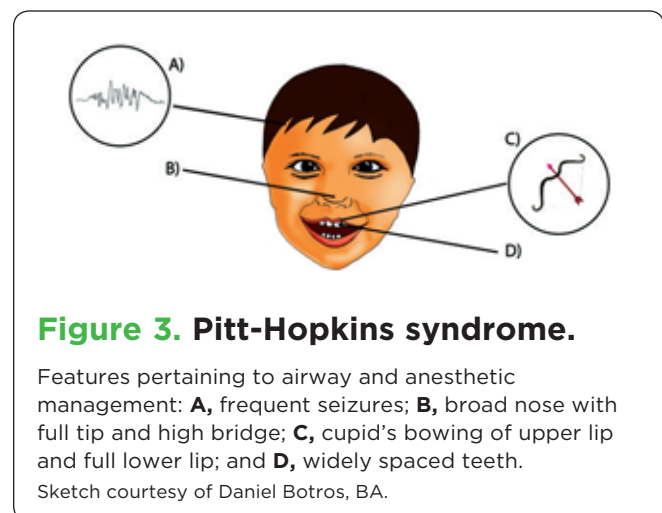 A)
B)
C)
D)
Figure 3. Pitt-Hopkins syndrome.
Features pertaining to airway and anesthetic
management: A, frequent seizures; B, broad nose with
full tip and high bridge; C, cupid's bowing of upper lip
and full lower lip; and D, widely spaced teeth.
Sketch courtesy of Daniel Botros, BA.